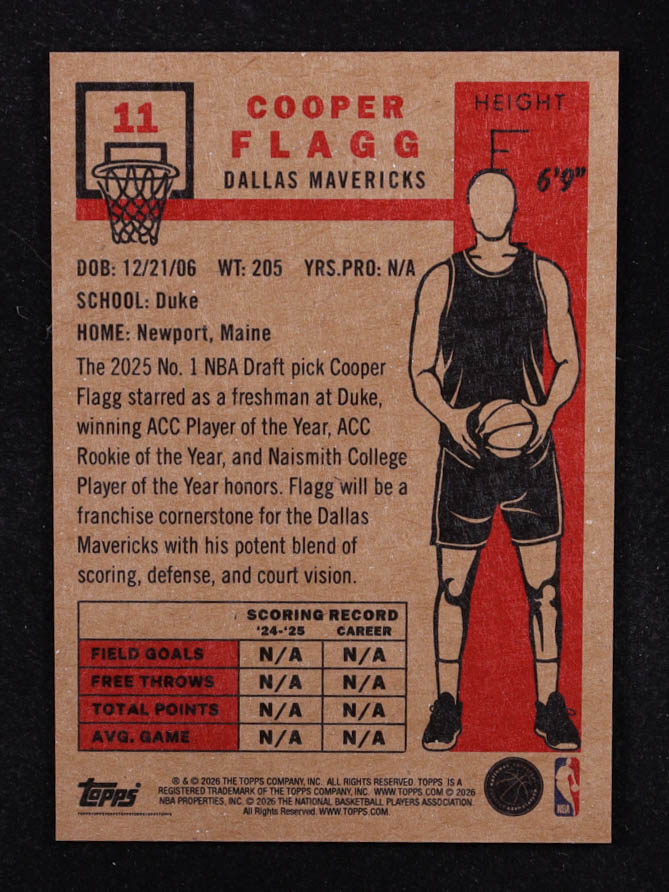 11
COOPER
FLAGG
DALLAS MAVERICKS
HEIGHT
6'9"
DOB: 12/21/06 WT: 205 YRS.PRO: N/A
SCHOOL: Duke
HOME: Newport, Maine
The 2025 No. 1 NBA Draft pick Cooper
Flagg starred as a freshman at Duke,
winning ACC Player of the Year, ACC
Rookie of the Year, and Naismith College
Player of the Year honors. Flagg will be a
franchise cornerstone for the Dallas
Mavericks with his potent blend of
scoring, defense, and court vision.
SCORING RECORD
'24-'25 CAREER
FIELD GOALS N/A N/A
FREE THROWS N/A N/A
TOTAL POINTS N/A N/A
AVG. GAME N/A N/A
Topps
® & © 2026 THE TOPPS COMPANY, INC. ALL RIGHTS RESERVED. TOPPS IS A
REGISTERED TRADEMARK OF THE TOPPS COMPANY, INC. WWW.TOPPS.COM © 2026
NBA PROPERTIES, INC. © 2026 THE NATIONAL BASKETBALL PLAYERS ASSOCIATION.
All Rights Reserved. WWW.TOPPS.COM.
NBA